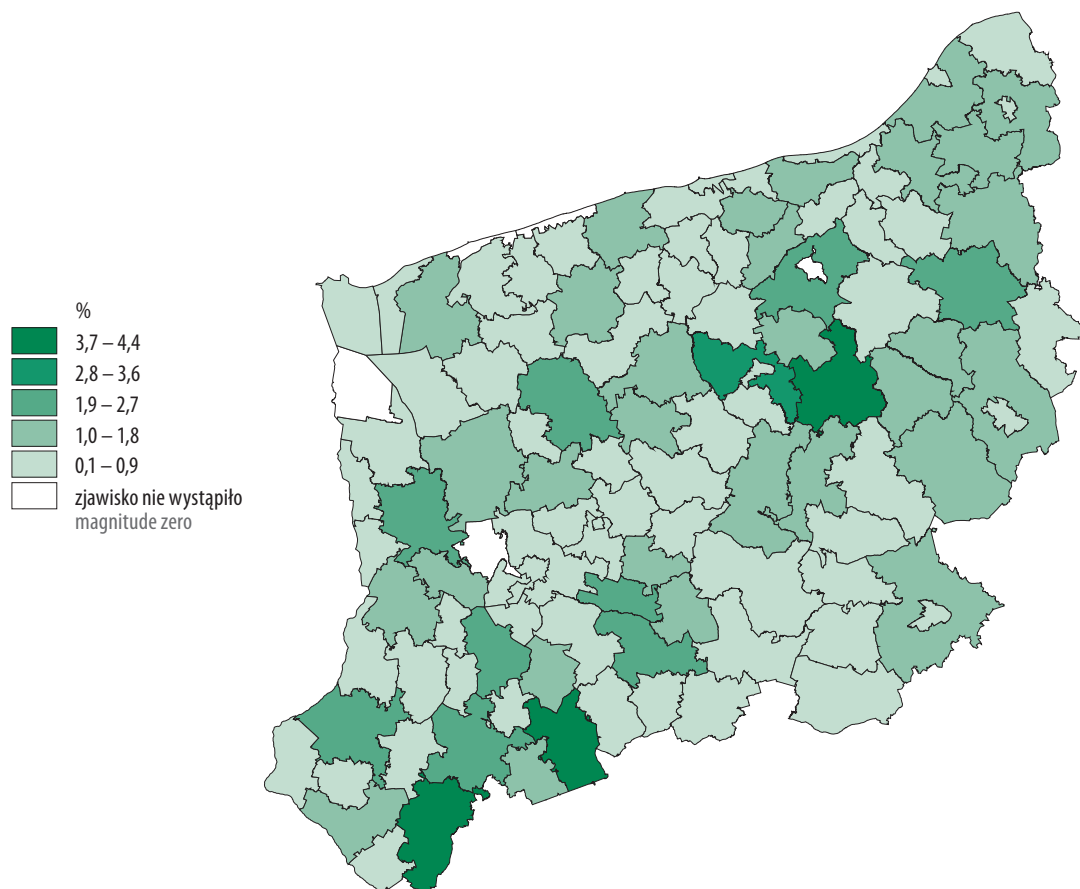 %
3,7 – 4,4
2,8 – 3,6
1,9 – 2,7
1,0 – 1,8
0,1 – 0,9
zjawisko nie wystąpiło
magnitude zero